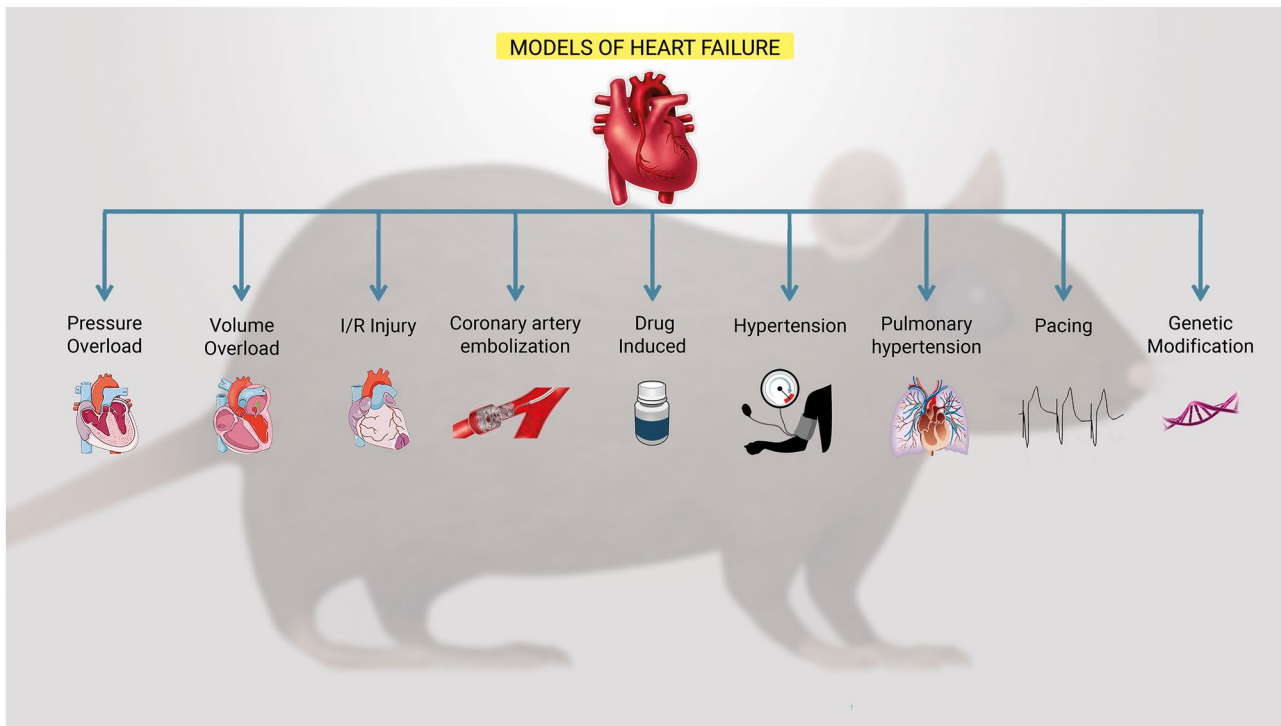 MODELS OF HEART FAILURE
Pressure
Overload
Volume
Overload
I/R Injury
Coronary artery
embolization
Drug
Induced
Hypertension
Pulmonary
hypertension
Pacing
Genetic
Modification